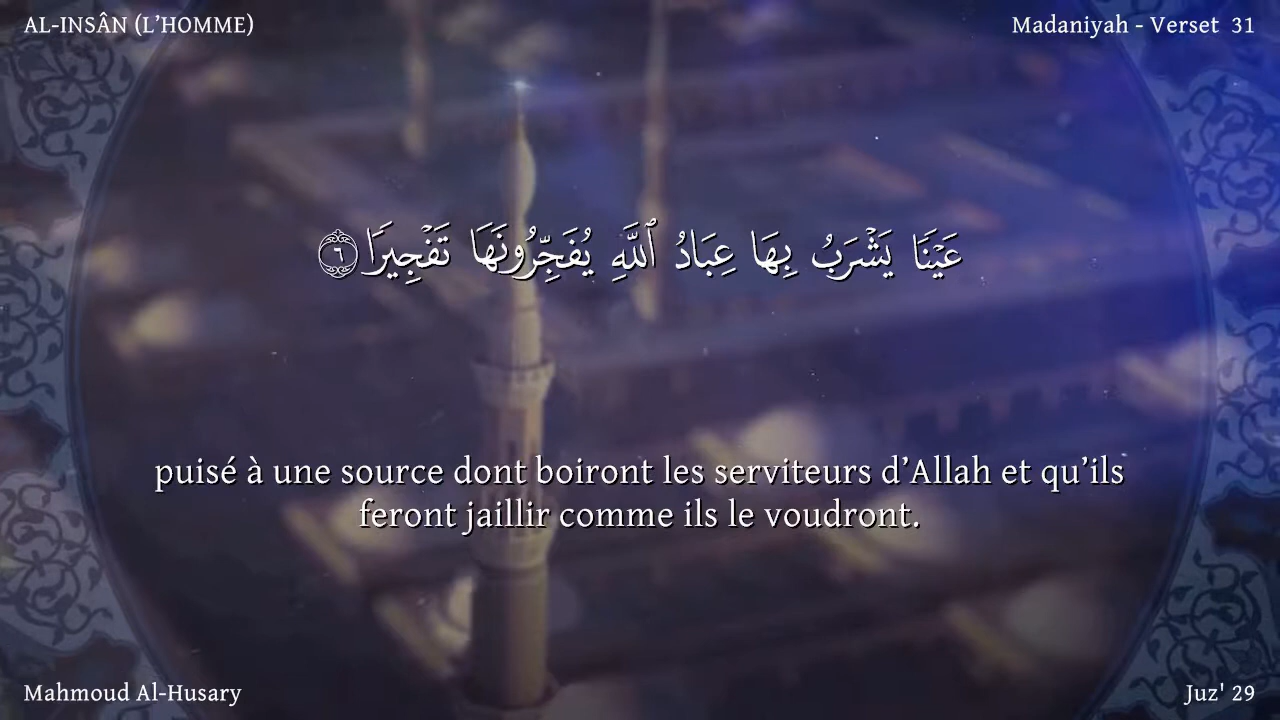 AL-INSÂN (L’HOMME)
Madaniyah - Verset 31
عَيْنًا يَشْرَبُ بِهَا عِبَادُ ٱللَّهِ يُفَجِّرُونَهَا تَفْجِيرًا ٦
puisé à une source dont boiront les serviteurs d’Allah et qu’ils
feront jaillir comme ils le voudront.
Mahmoud Al-Husary
Juz' 29